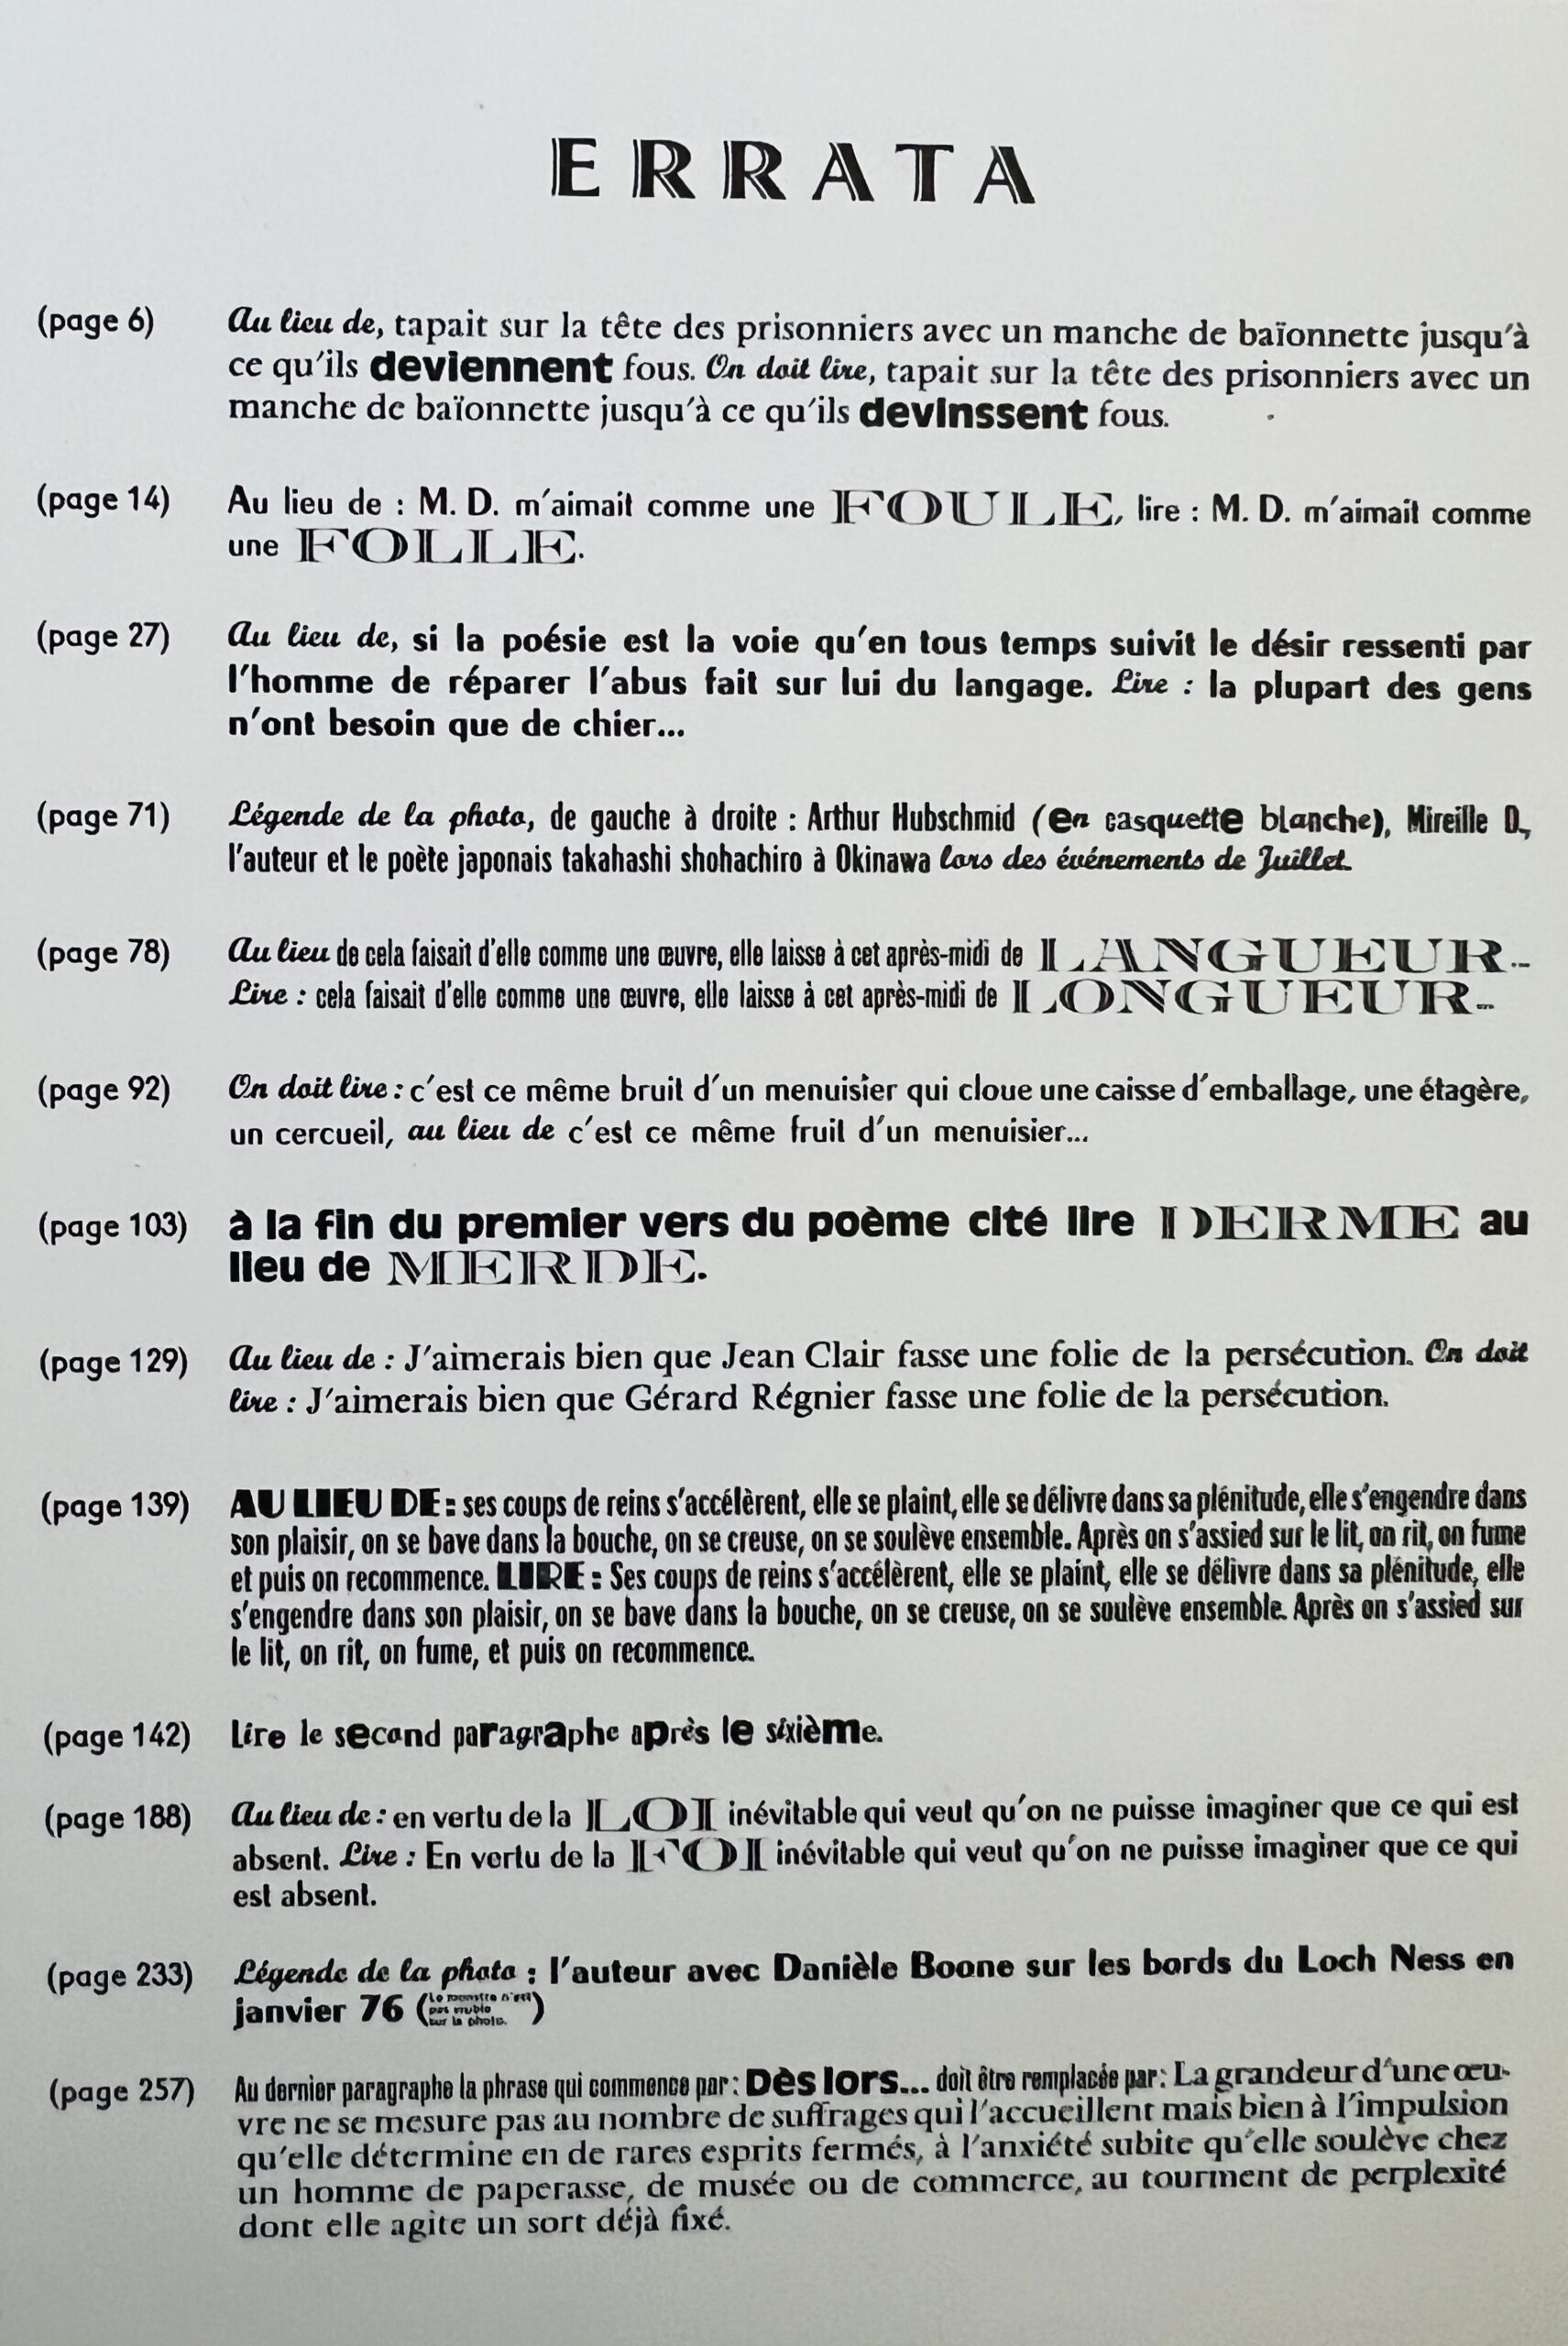 ERRATA
(page 6) Au lieu de, tapait sur la tête des prisonniers avec un manche de baïonnette jusqu'à
ce qu'ils deviennent fous. On doit lire, tapait sur la tête des prisonniers avec un
manche de baïonnette jusqu'à ce qu'ils devinssent fous.
(page 14) Au lieu de : M. D. m'aimait comme une FOULE, lire : M. D. m'aimait comme
une FOLLE.
(page 27) Au lieu de, si la poésie est la voie qu'en tous temps suivit le désir ressenti par
l'homme de réparer l'abus fait sur lui du langage. Lire : la plupart des gens
n'ont besoin que de chier...
(page 71) Légende de la photo, de gauche à droite : Arthur Hubschmid (en casquette blanche), Mireille D.,
l'auteur et le poète japonais takahashi shohachiro à Okinawa lors des événements de Juillet.
(page 78) Au lieu de cela faisait d'elle comme une œuvre, elle laisse à cet après-midi de LANGUEUR...
Lire : cela faisait d'elle comme une œuvre, elle laisse à cet après-midi de LONGUEUR...
(page 92) On doit lire : c'est ce même bruit d'un menuisier qui cloue une caisse d'emballage, une étagère,
un cercueil, au lieu de c'est ce même fruit d'un menuisier...
(page 103) à la fin du premier vers du poème cité lire DERME au
lieu de MERDE.
(page 129) Au lieu de : J'aimerais bien que Jean Clair fasse une folie de la persécution. On doit
lire : J'aimerais bien que Gérard Régnier fasse une folie de la persécution.
(page 139) AU LIEU DE : ses coups de reins s'accélèrent, elle se plaint, elle se délivre dans sa plénitude, elle s'engendre dans
son plaisir, on se bave dans la bouche, on se creuse, on se soulève ensemble. Après on s'assied sur le lit, on rit, on fume
et puis on recommence. LIRE : Ses coups de reins s'accélèrent, elle se plaint, elle se délivre dans sa plénitude, elle
s'engendre dans son plaisir, on se bave dans la bouche, on se creuse, on se soulève ensemble. Après on s'assied sur
le lit, on rit, on fume, et puis on recommence.
(page 142) Lire le second paragraphe après le sixième.
(page 188) Au lieu de : en vertu de la LOI inévitable qui veut qu'on ne puisse imaginer que ce qui est
absent. Lire : En vertu de la FOI inévitable qui veut qu'on ne puisse imaginer que ce qui
est absent.
(page 233) Légende de la photo : l'auteur avec Danièle Boone sur les bords du Loch Ness en
janvier 76 (Le monstre n'est
pas visible
sur la photo.)
(page 257) Au dernier paragraphe la phrase qui commence par : Dès lors... doit être remplacée par : La grandeur d'une œu-
vre ne se mesure pas au nombre de suffrages qui l'accueillent mais bien à l'impulsion
qu'elle détermine en de rares esprits fermés, à l'anxiété subite qu'elle soulève chez
un homme de paperasse, de musée ou de commerce, au tourment de perplexité
dont elle agite un sort déjà fixé.